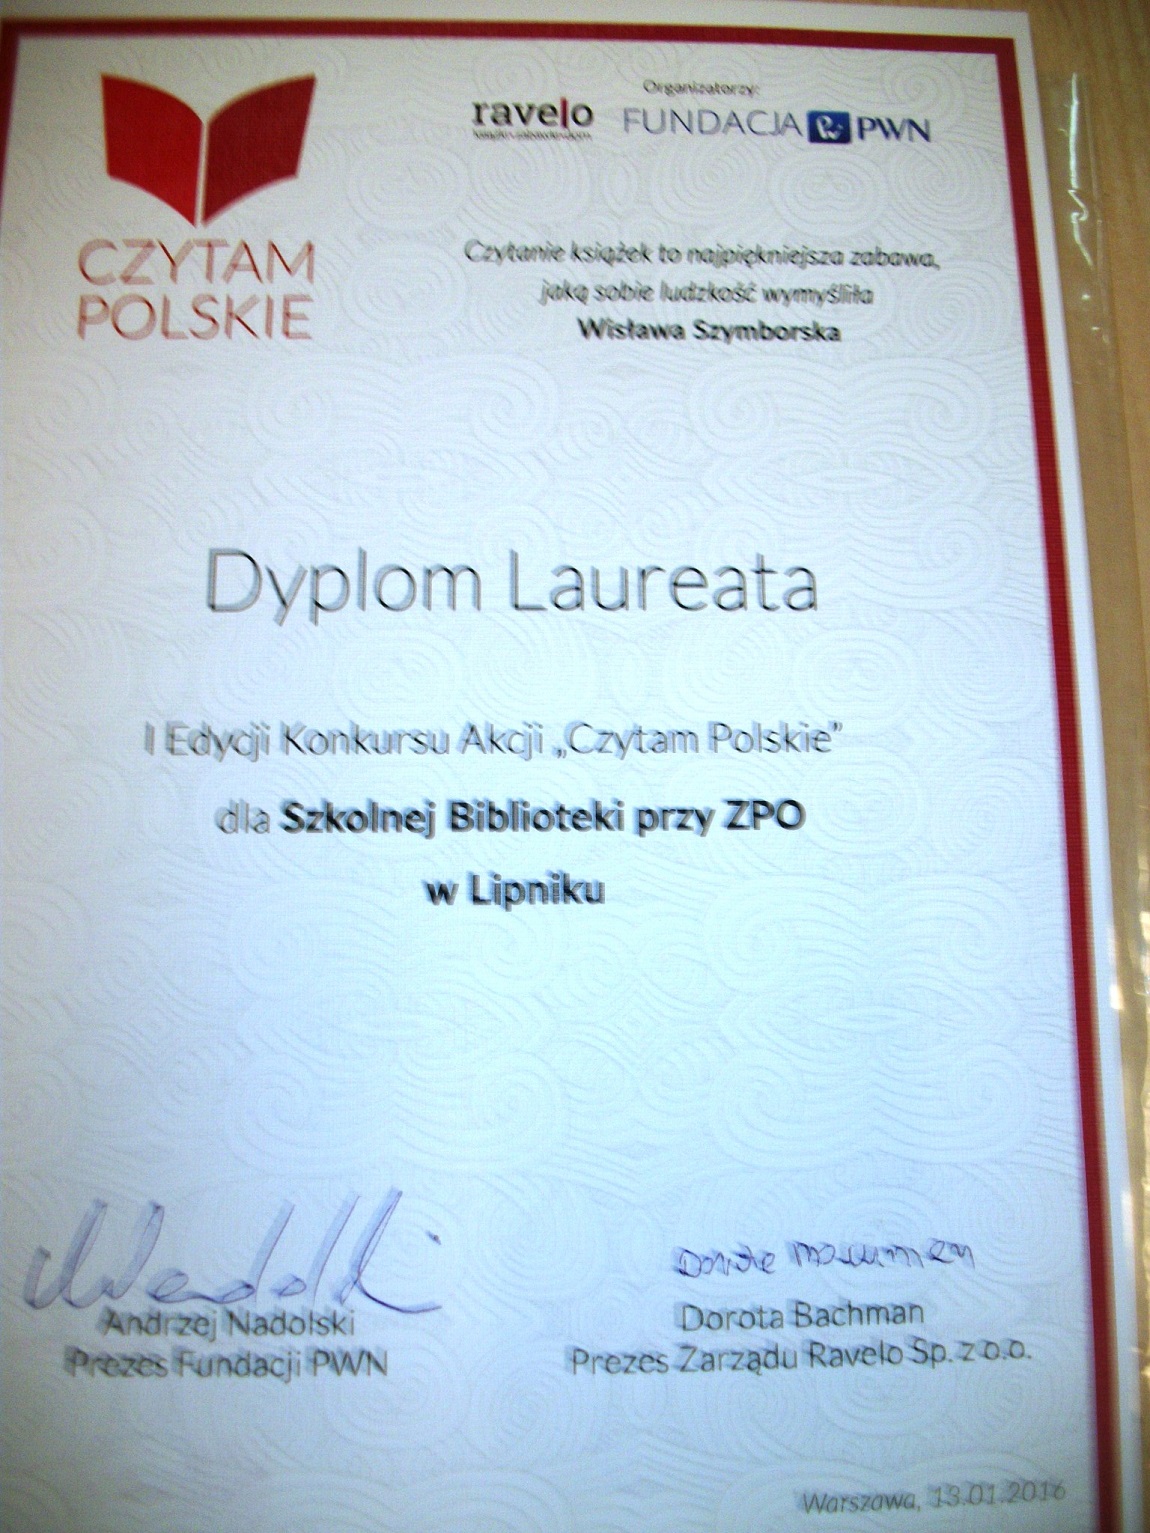 Organizatorzy:
ravelo
FUNDACJA PWN
CZYTAM
POLSKIE
Czytanie książek to najpiękniejsza zabawa,
jaką sobie ludzkość wymyśliła
Wisława Szymborska
Dyplom Laureata
I Edycji Konkursu Akcji „Czytam Polskie”
dla Szkolnej Biblioteki przy ZPO
w Lipniku
Andrzej Nadolski
Prezes Fundacji PWN
Dorota Bachman
Prezes Zarządu Ravelo Sp. z o.o.
Warszawa, 13.01.2016